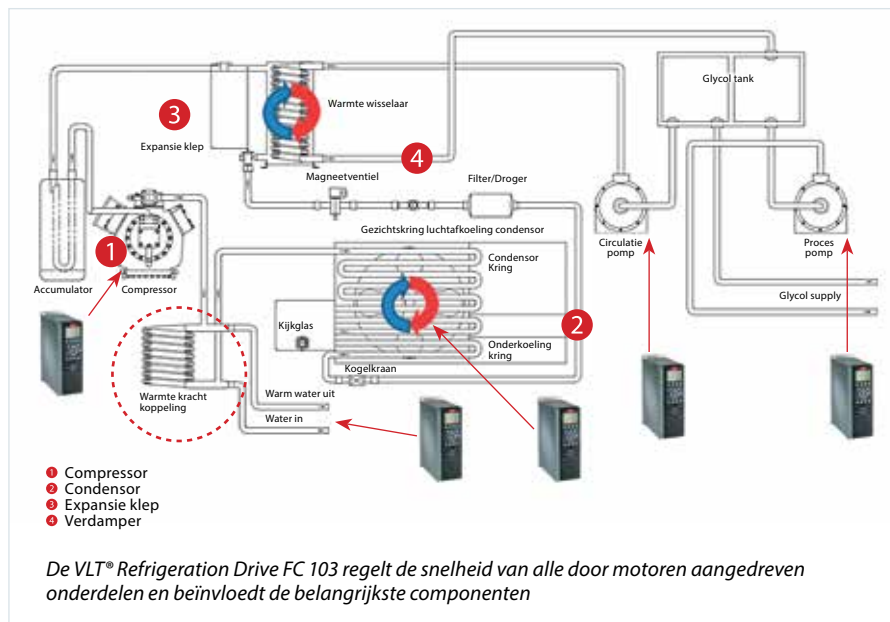 Glycol tank
3
Warmte wisselaar
Expansie klep
4
Magneetventiel
Filter/Droger
Gezichtskring luchtafkoeling condensor
1
Circulatie
pomp
Proces
pomp
Condensor
Kring
Accumulator
Compressor
Glycol supply
Kijkglas
2
Onderkoeling
kring
Kogelkraan
Warmte kracht
koppeling
Warm water uit
Water in
1 Compressor
2 Condensor
3 Expansie klep
4 Verdamper
De VLT® Refrigeration Drive FC 103 regelt de snelheid van alle door motoren aangedreven
onderdelen en beïnvloedt de belangrijkste componenten